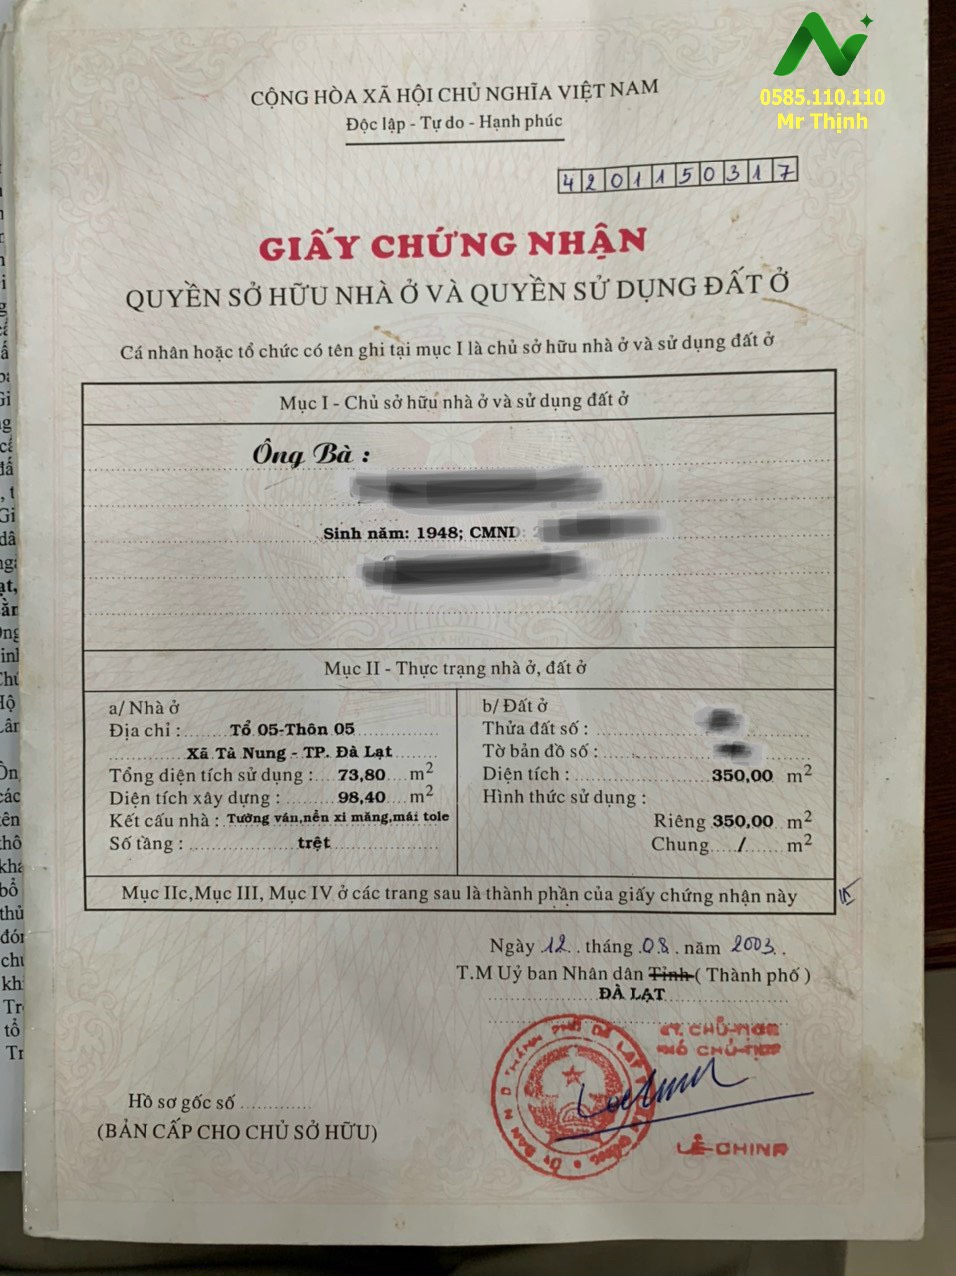 0585.110.110
Mr Thịnh
CỘNG HÒA XÃ HỘI CHỦ NGHĨA VIỆT NAM
Độc lập - Tự do - Hạnh phúc
4201150317
GIẤY CHỨNG NHẬN
QUYỀN SỞ HỮU NHÀ Ở VÀ QUYỀN SỬ DỤNG ĐẤT Ở
Cá nhân hoặc tổ chức có tên ghi tại mục I là chủ sở hữu nhà ở và sử dụng đất ở
Mục I - Chủ sở hữu nhà ở và sử dụng đất ở
Ông Bà :
Sinh năm: 1948; CMND:
Mục II - Thực trạng nhà ở, đất ở
a/ Nhà ở
Địa chỉ : Tổ 05-Thôn 05
Xã Tà Nung - TP. Đà Lạt
Tổng diện tích sử dụng : 73,80 m²
Diện tích xây dựng : 98,40 m²
Kết cấu nhà : Tường ván,nền xi măng,mái tole
Số tầng : trệt
b/ Đất ở
Thửa đất số :
Tờ bản đồ số :
Diện tích : 350,00 m²
Hình thức sử dụng :
Riêng 350,00 m²
Chung / m²
Mục IIc,Mục III, Mục IV ở các trang sau là thành phần của giấy chứng nhận này
Ngày 12 tháng 08 năm 2003
T.M Uỷ ban Nhân dân Tỉnh ( Thành phố )
ĐÀ LẠT
KT. CHỦ TỊCH
PHÓ CHỦ TỊCH
Hồ sơ gốc số
(BẢN CẤP CHO CHỦ SỞ HỮU)